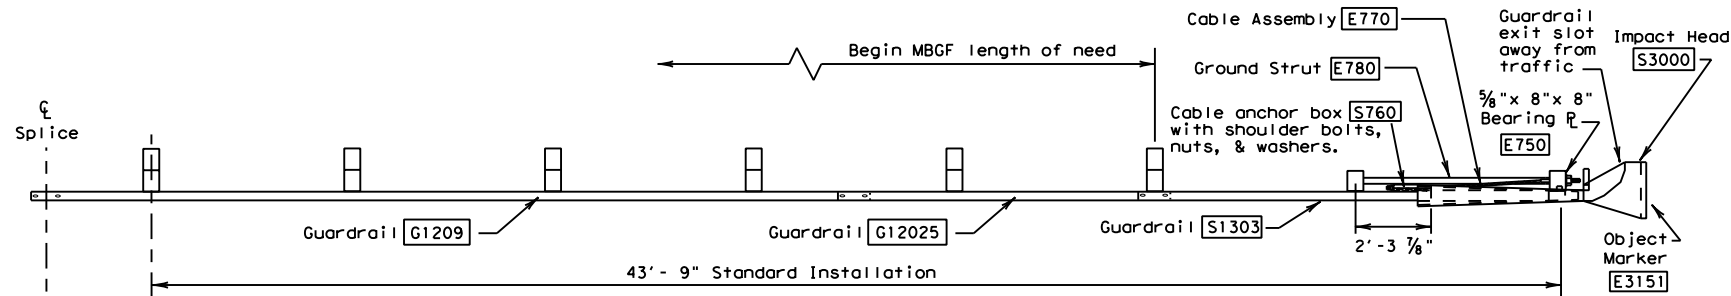 Cable Assembly E770
Guardrail
exit slot
away from
traffic
Impact Head
S3000
Begin MBGF length of need
Ground Strut E780
⅝"x 8"x 8"
Bearing PL
E750
Cable anchor box S760
with shoulder bolts,
nuts, & washers.
CL
Splice
Guardrail G1209
Guardrail G12025
Guardrail S1303
2'-3 ⅞"
Object
Marker
E3151
43'- 9" Standard Installation